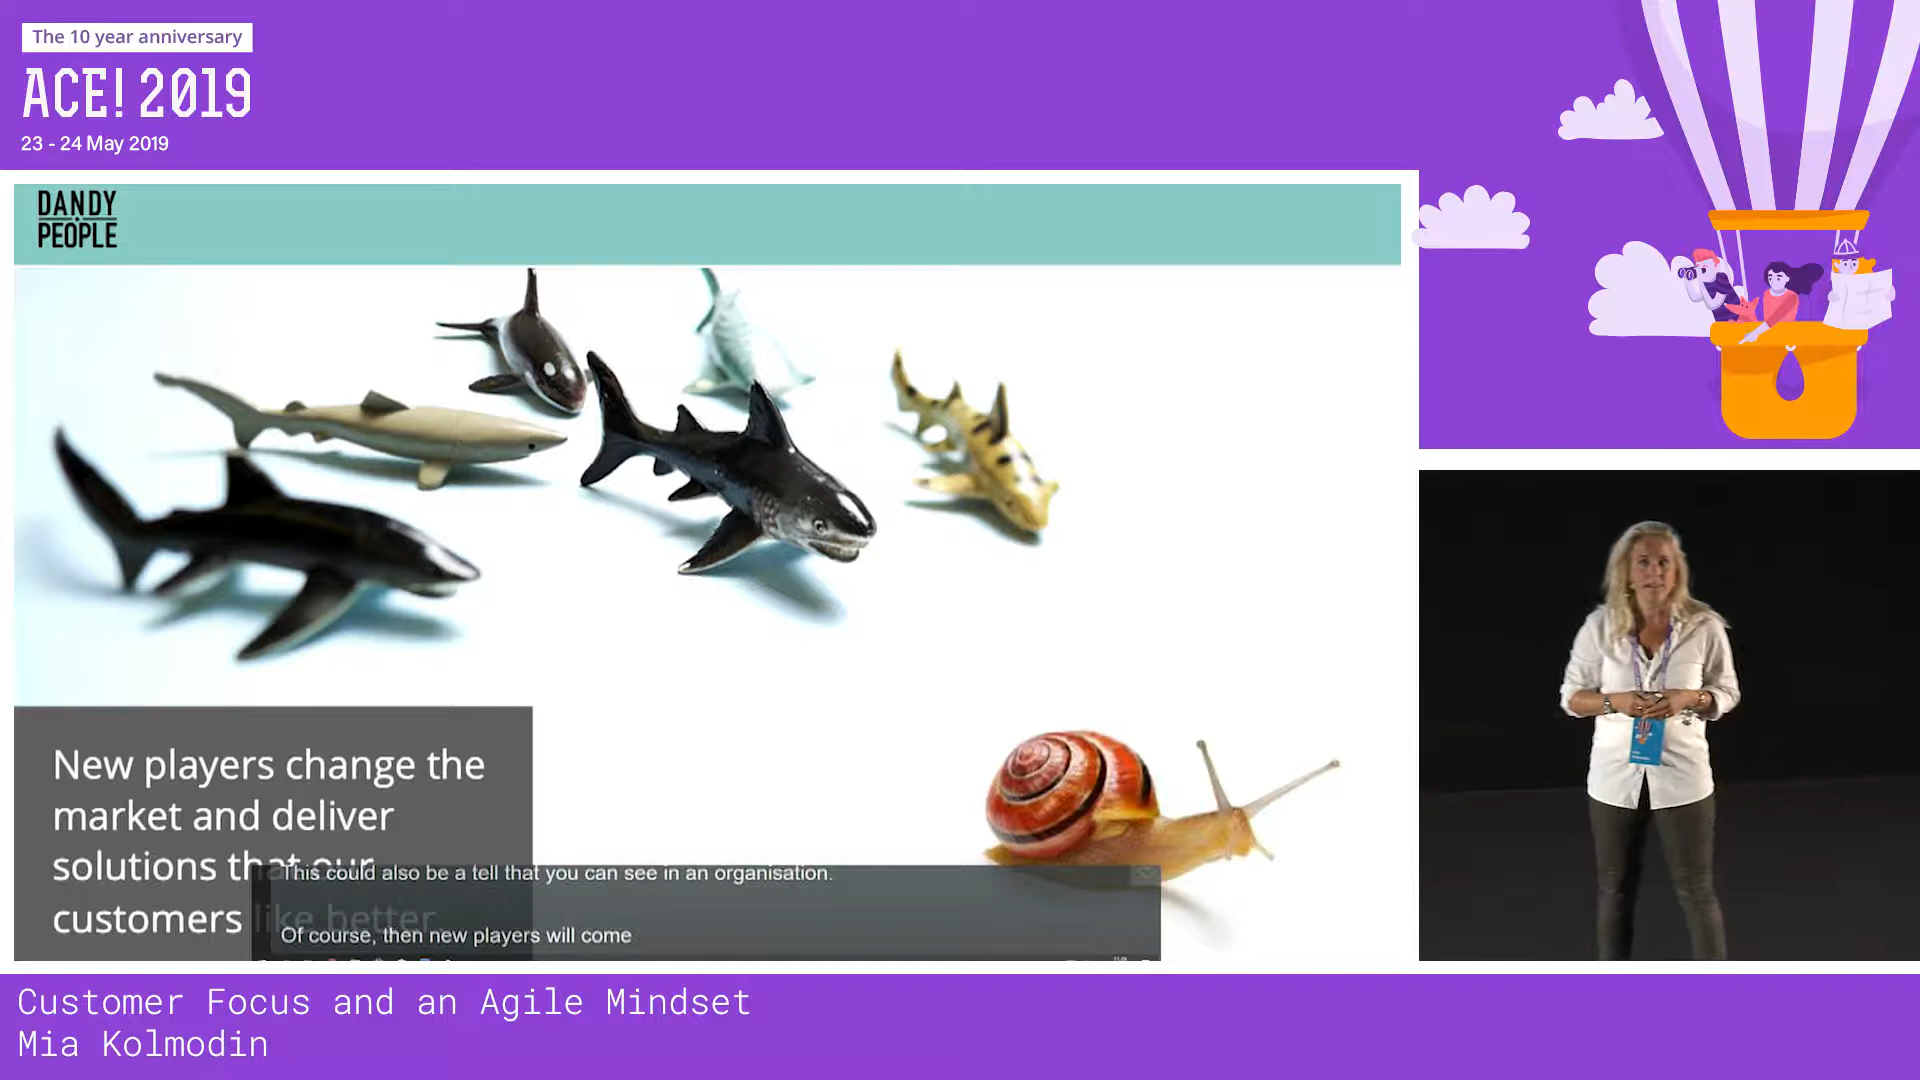 The 10 year anniversary
ACE! 2019
23 - 24 May 2019
DANDY
PEOPLE
New players change the
market and deliver
solutions that our
customers like better.
This could also be a tell that you can see in an organisation.
Of course, then new players will come
Customer Focus and an Agile Mindset
Mia Kolmodin